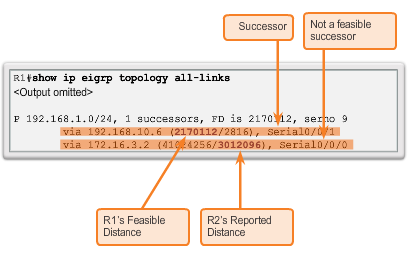 Successor
Not a feasible
successor
R1#show ip eigrp topology all-links
<Output omitted>
P 192.168.1.0/24, 1 successors, FD is 2170112, serno 9
via 192.168.10.6 (2170112/2816), Serial0/0/1
via 172.16.3.2 (41024256/3012096), Serial0/0/0
R1's Feasible
Distance
R2's Reported
Distance